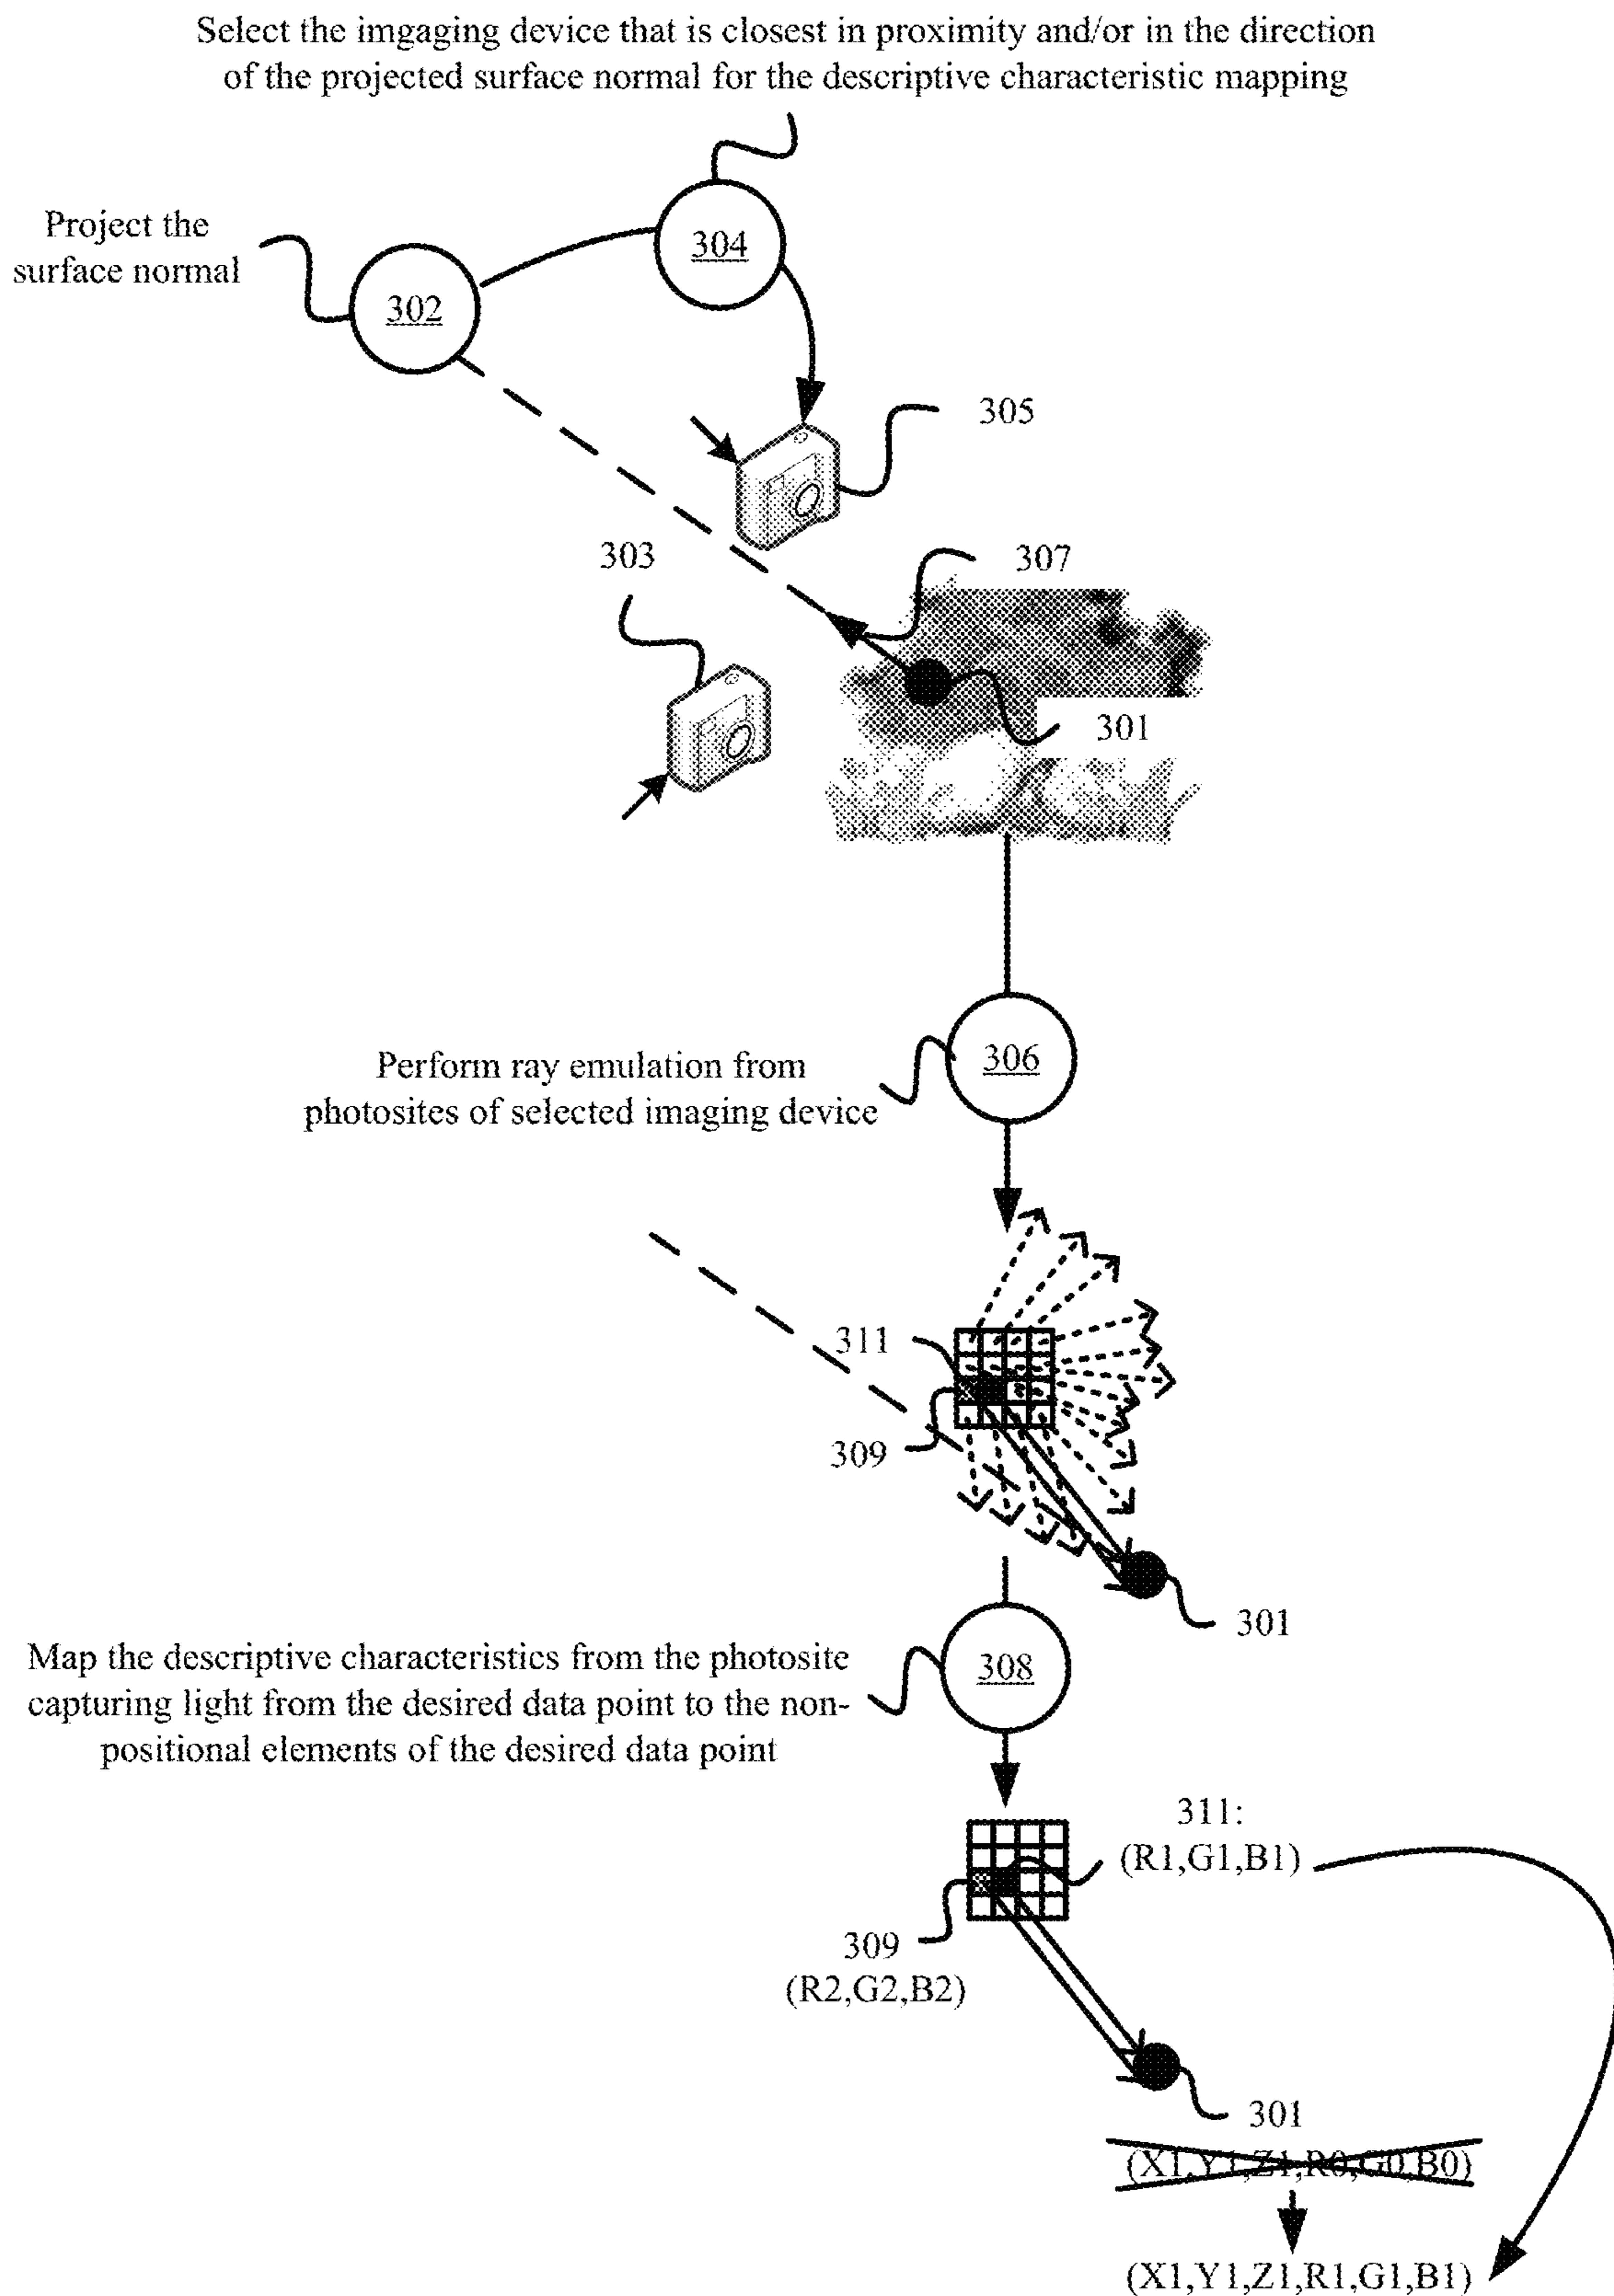 Select the imgaging device that is closest in proximity and/or in the direction
of the projected surface normal for the descriptive characteristic mapping
Project the
surface normal
304
302
305
303
307
301
Perform ray emulation from
photosites of selected imaging device
306
311
309
301
Map the descriptive characteristics from the photosite
capturing light from the desired data point to the non-
positional elements of the desired data point
308
311:
(R1,G1,B1)
309
(R2,G2,B2)
301
(X1,Y1,Z1,R0,G0,B0)
(X1,Y1,Z1,R1,G1,B1)